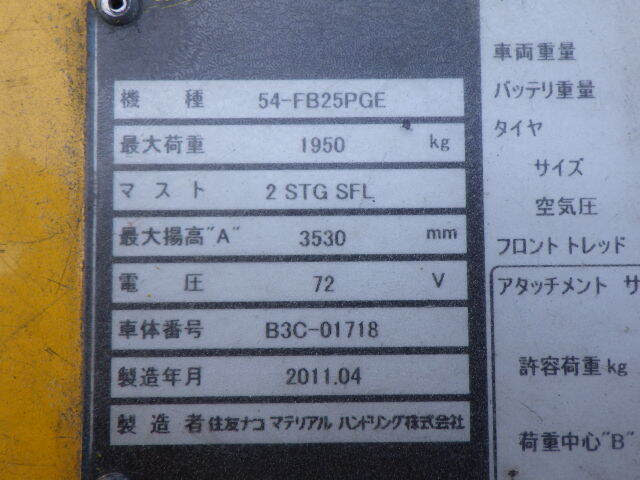 機種 54-FB25PGE
最大荷重 1950 kg
マスト 2 STG SFL
最大揚高"A" 3530 mm
電圧 72 V
車体番号 B3C-01718
製造年月 2011.04
製造者 住友ナコ マテリアル ハンドリング株式会社
車両重量
バッテリ重量
タイヤ
サイズ
空気圧
フロントトレッド
アタッチメント サ
許容荷重kg
荷重中心"B"